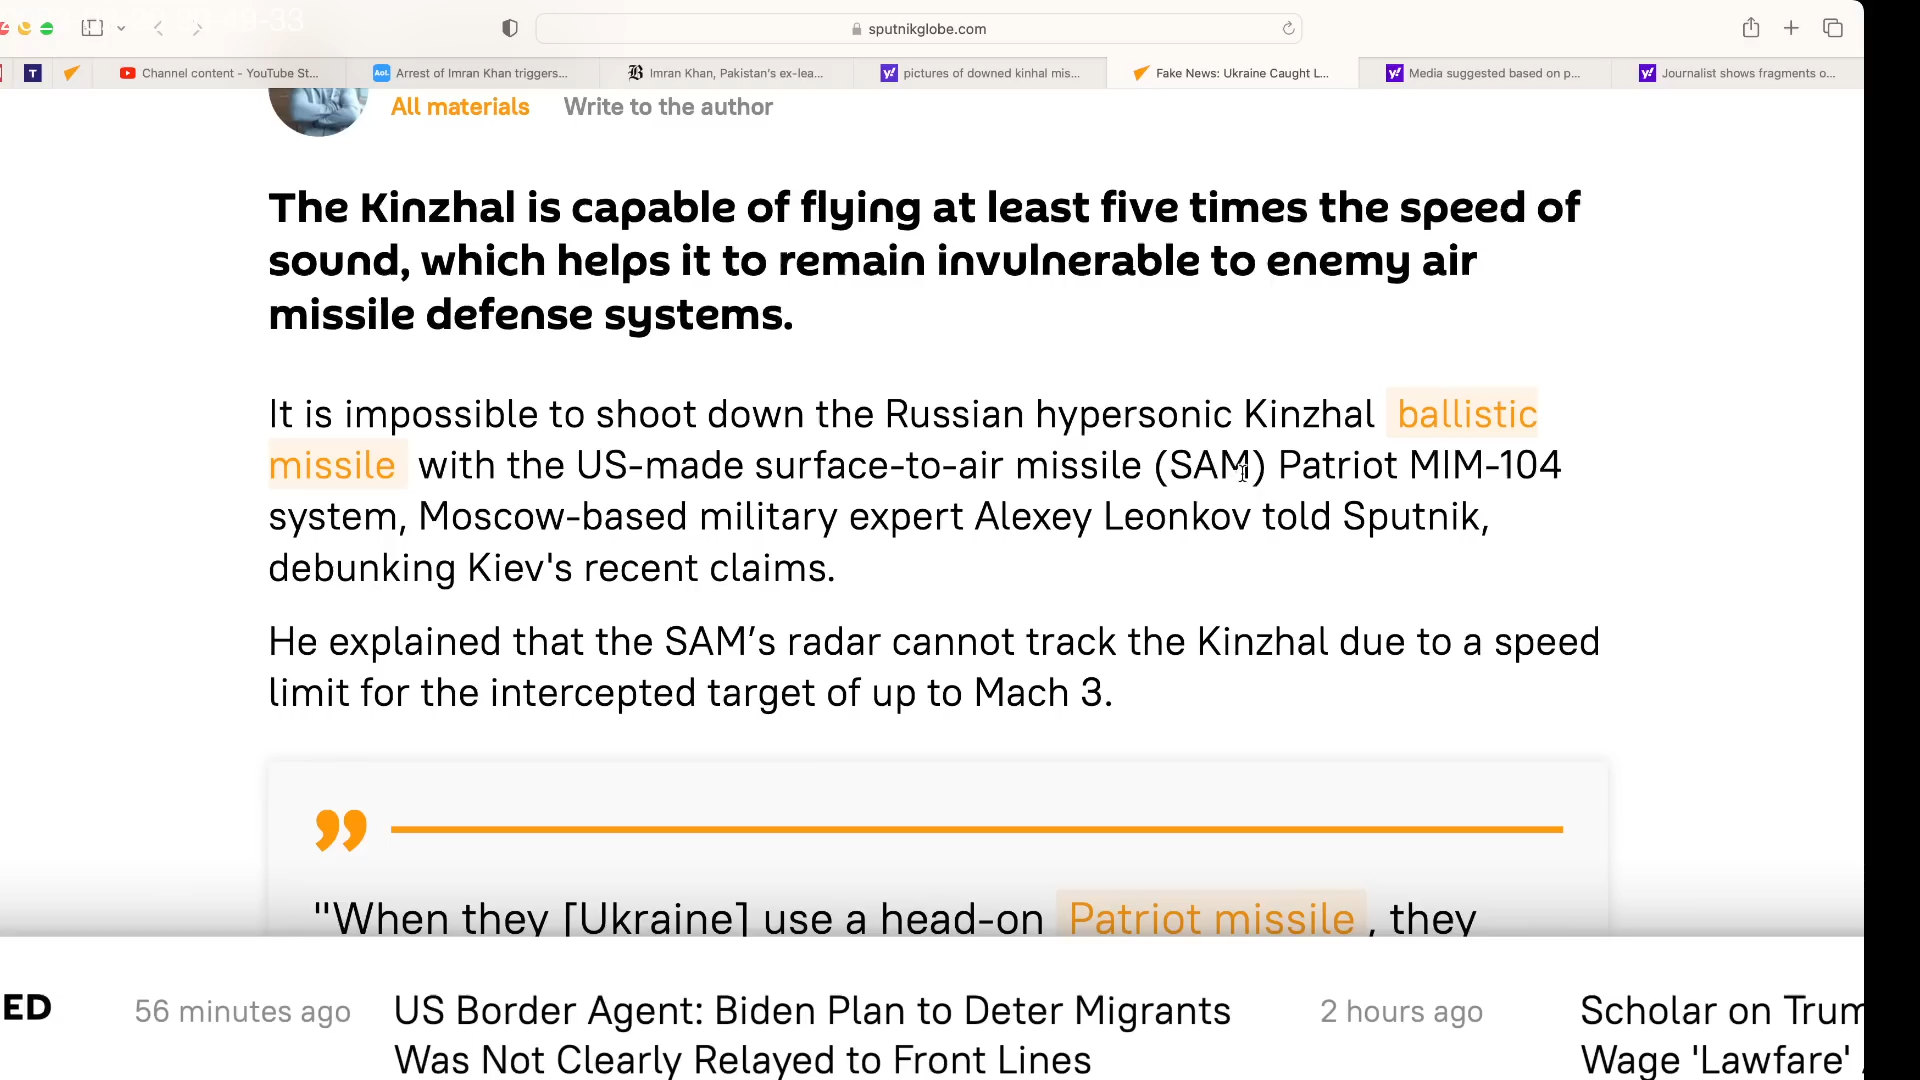 sputnikglobe.com
T
Channel content - YouTube St...
Aol.
Arrest of Imran Khan triggers...
B
Imran Khan, Pakistan's ex-lea...
y!
pictures of downed kinhal mis...
Fake News: Ukraine Caught L...
y!
Media suggested based on p...
y!
Journalist shows fragments o...
All materials Write to the author
The Kinzhal is capable of flying at least five times the speed of
sound, which helps it to remain invulnerable to enemy air
missile defense systems.
It is impossible to shoot down the Russian hypersonic Kinzhal ballistic
missile with the US-made surface-to-air missile (SAM) Patriot MIM-104
system, Moscow-based military expert Alexey Leonkov told Sputnik,
debunking Kiev's recent claims.
He explained that the SAM’s radar cannot track the Kinzhal due to a speed
limit for the intercepted target of up to Mach 3.
"When they [Ukraine] use a head-on Patriot missile, they
ED
56 minutes ago
US Border Agent: Biden Plan to Deter Migrants
Was Not Clearly Relayed to Front Lines
2 hours ago
Scholar on Trum
Wage 'Lawfare'